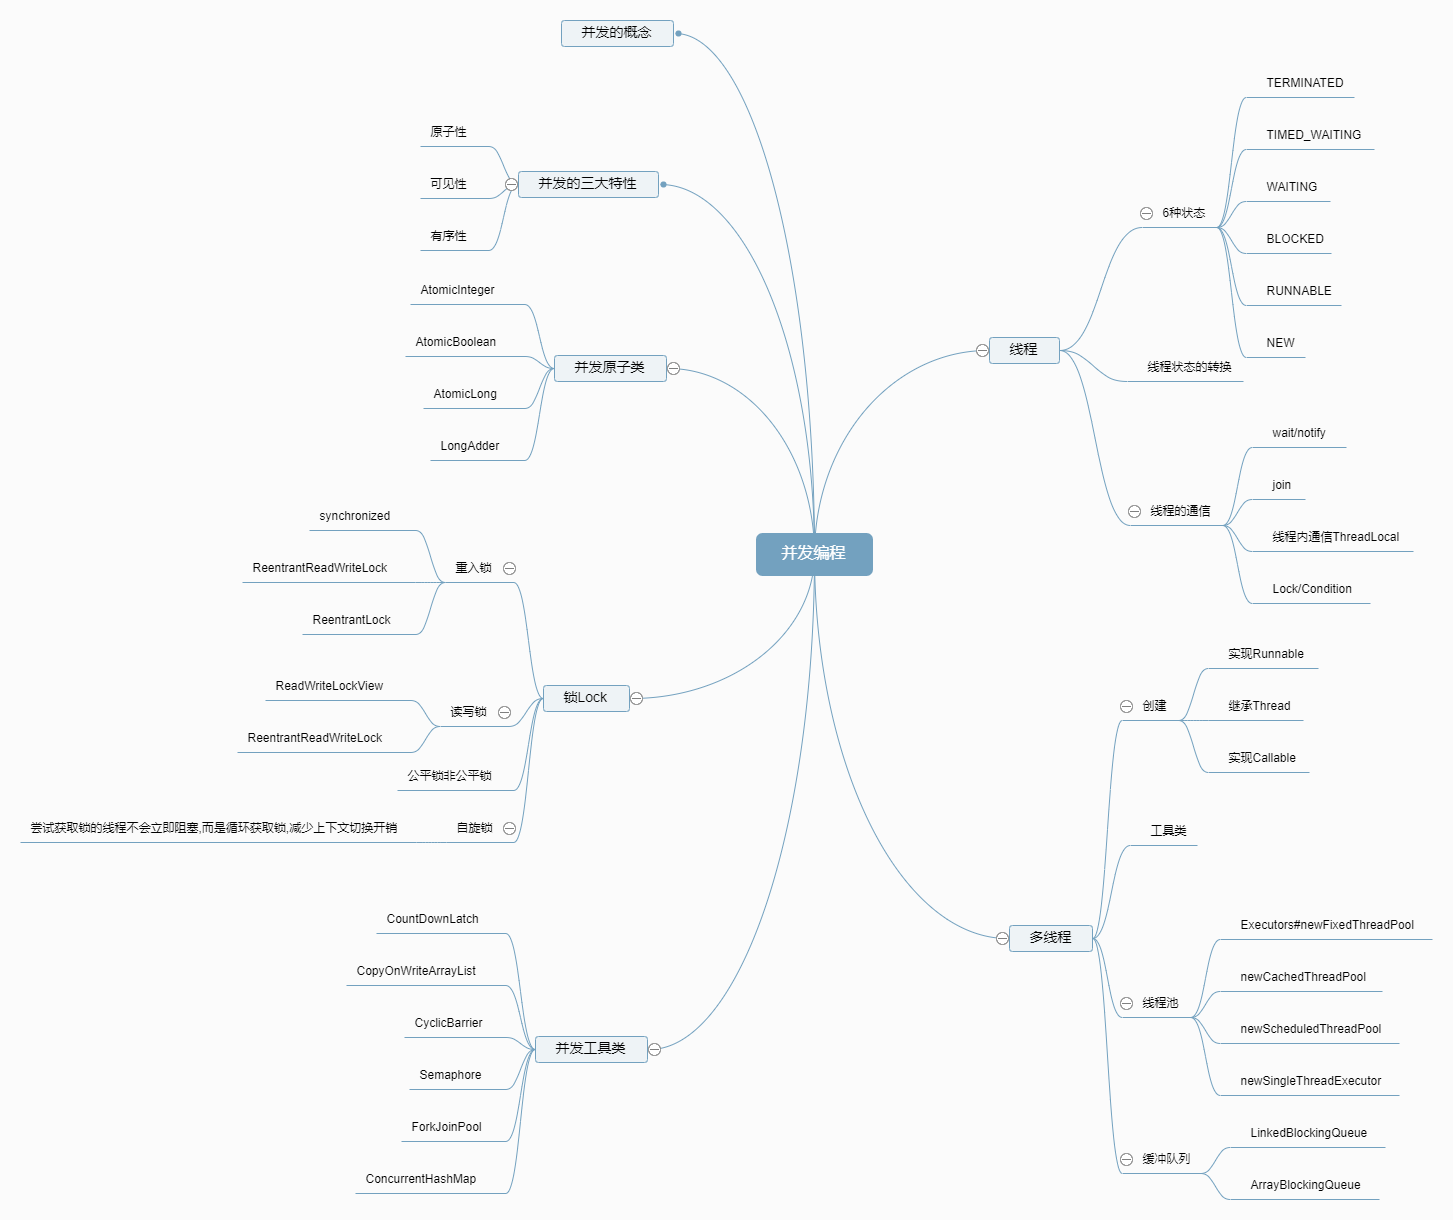 并发编程
并发的概念
并发的三大特性
原子性
可见性
有序性
并发原子类
AtomicInteger
AtomicBoolean
AtomicLong
LongAdder
锁Lock
重入锁
synchronized
ReentrantReadWriteLock
ReentrantLock
读写锁
ReadWriteLockView
ReentrantReadWriteLock
公平锁非公平锁
自旋锁
尝试获取锁的线程不会立即阻塞,而是循环获取锁,减少上下文切换开销
并发工具类
CountDownLatch
CopyOnWriteArrayList
CyclicBarrier
Semaphore
ForkJoinPool
ConcurrentHashMap
线程
6种状态
TERMINATED
TIMED_WAITING
WAITING
BLOCKED
RUNNABLE
NEW
线程状态的转换
线程的通信
wait/notify
join
线程内通信ThreadLocal
Lock/Condition
多线程
创建
实现Runnable
继承Thread
实现Callable
工具类
线程池
Executors#newFixedThreadPool
newCachedThreadPool
newScheduledThreadPool
newSingleThreadExecutor
缓冲队列
LinkedBlockingQueue
ArrayBlockingQueue